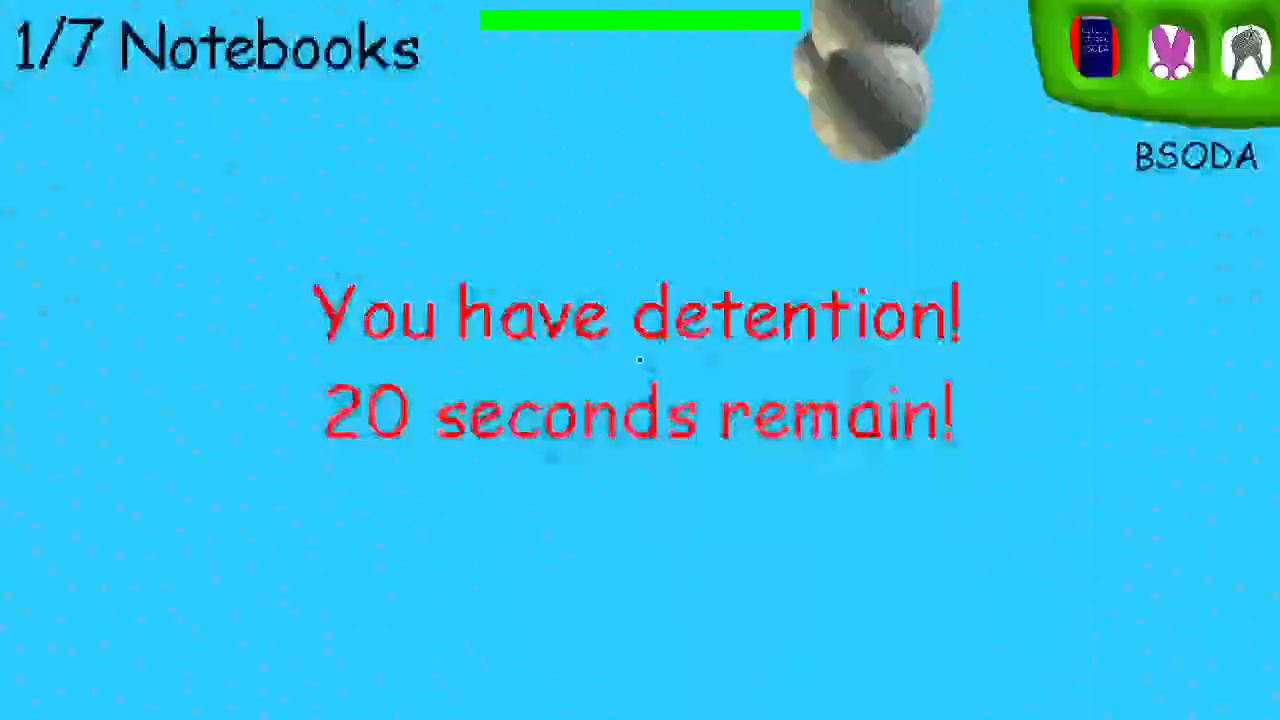 1/7 Notebooks
BSODA
You have detention!
20 seconds remain!